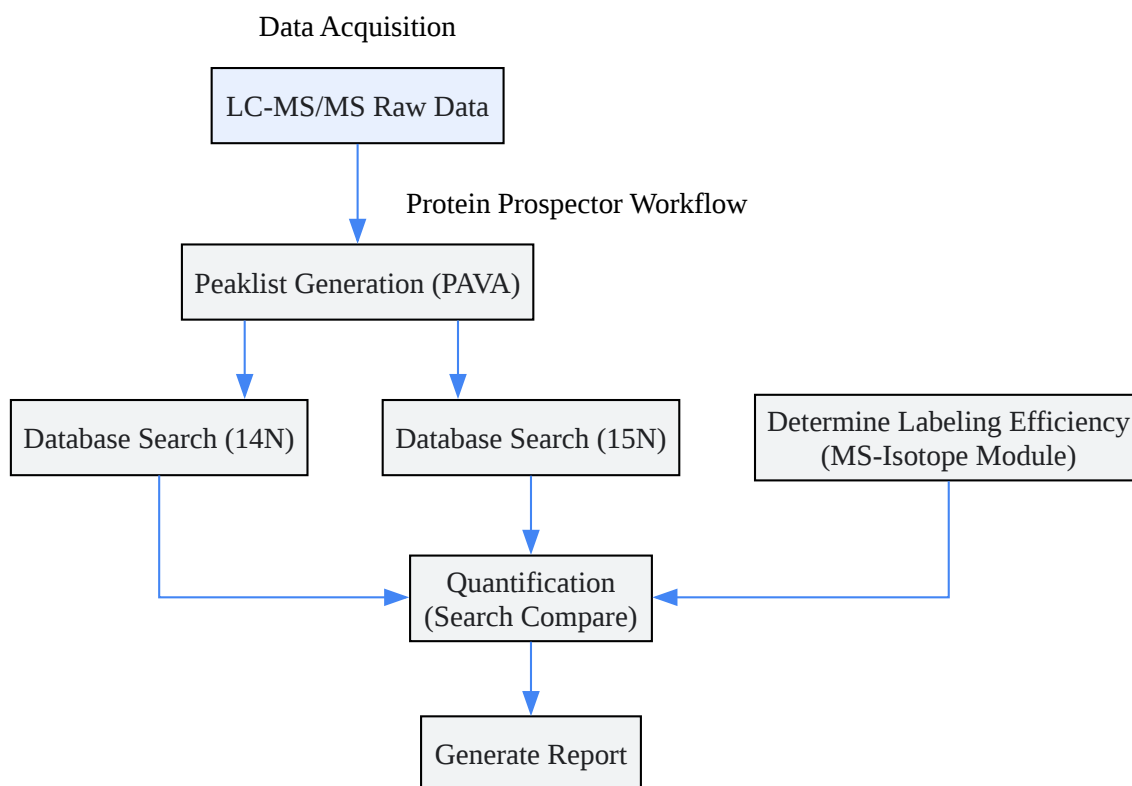 Data Acquisition
LC-MS/MS Raw Data
Protein Prospector Workflow
Peaklist Generation (PAVA)
Database Search (14N)
Database Search (15N)
Determine Labeling Efficiency
(MS-Isotope Module)
Quantification
(Search Compare)
Generate Report